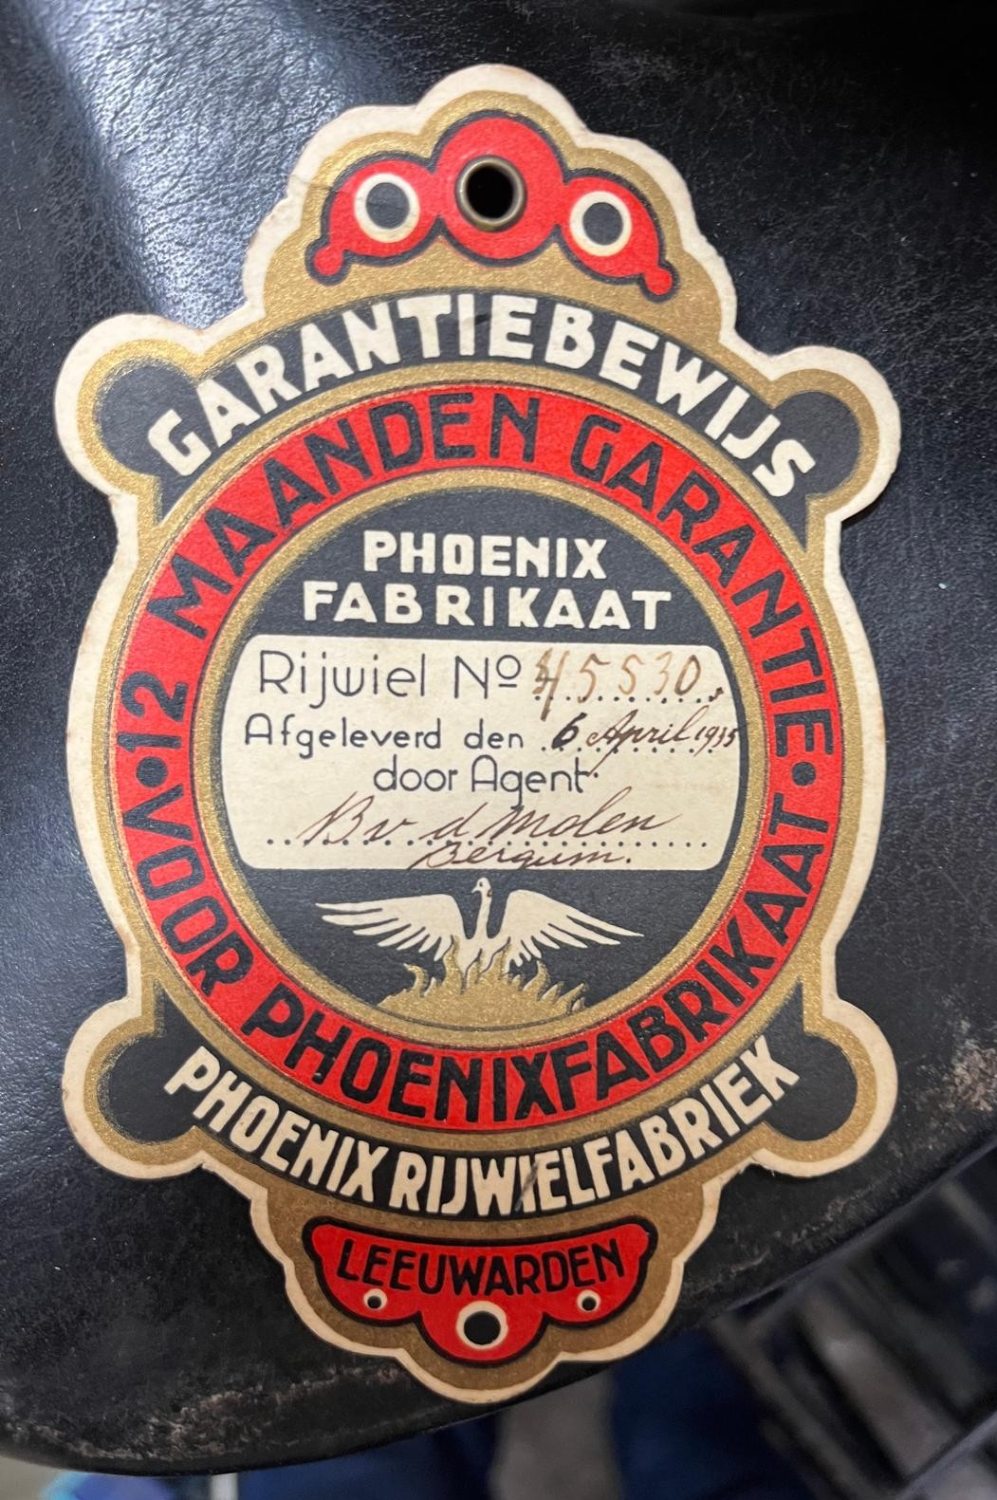 GARANTIEBEWIJS
12 MAANDEN GARANTIE
VOOR PHOENIXFABRIKAAT
PHOENIX
FABRIKAAT
Rijwiel No 45530
Afgeleverd den 6 April 1935
door Agent
B v d Molen
Bergum.
PHOENIX RIJWIELFABRIEK
LEEUWARDEN